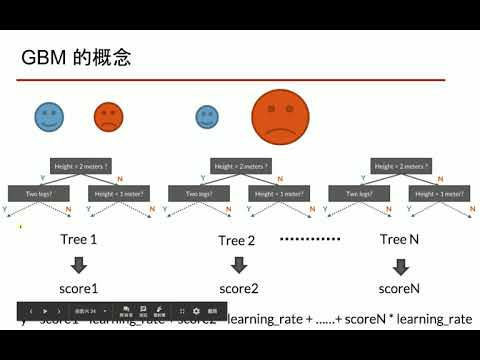 GBM 的概念
Height > 2 meters ? Height > 2 meters ? Height > 2 meters ?
Y N Y N Y N
Two legs? Height < 1 meter? Two legs? Height < 1 meter? Two legs? Height < 1 meter?
Y N Y N Y N Y N Y N Y N
Tree 1 Tree 2 Tree N
score1 score2 scoreN
learning_rate + score2 * learning_rate + ......+ scoreN * learning_rate